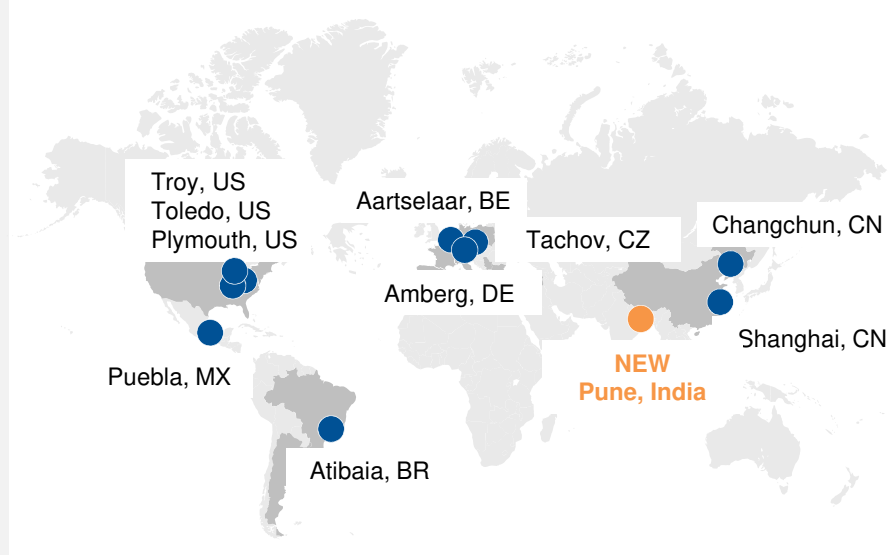 Troy, US
Toledo, US
Plymouth, US
Aartselaar, BE
Tachov, CZ
Changchun, CN
Amberg, DE
Shanghai, CN
NEW
Pune, India
Puebla, MX
Atibaia, BR